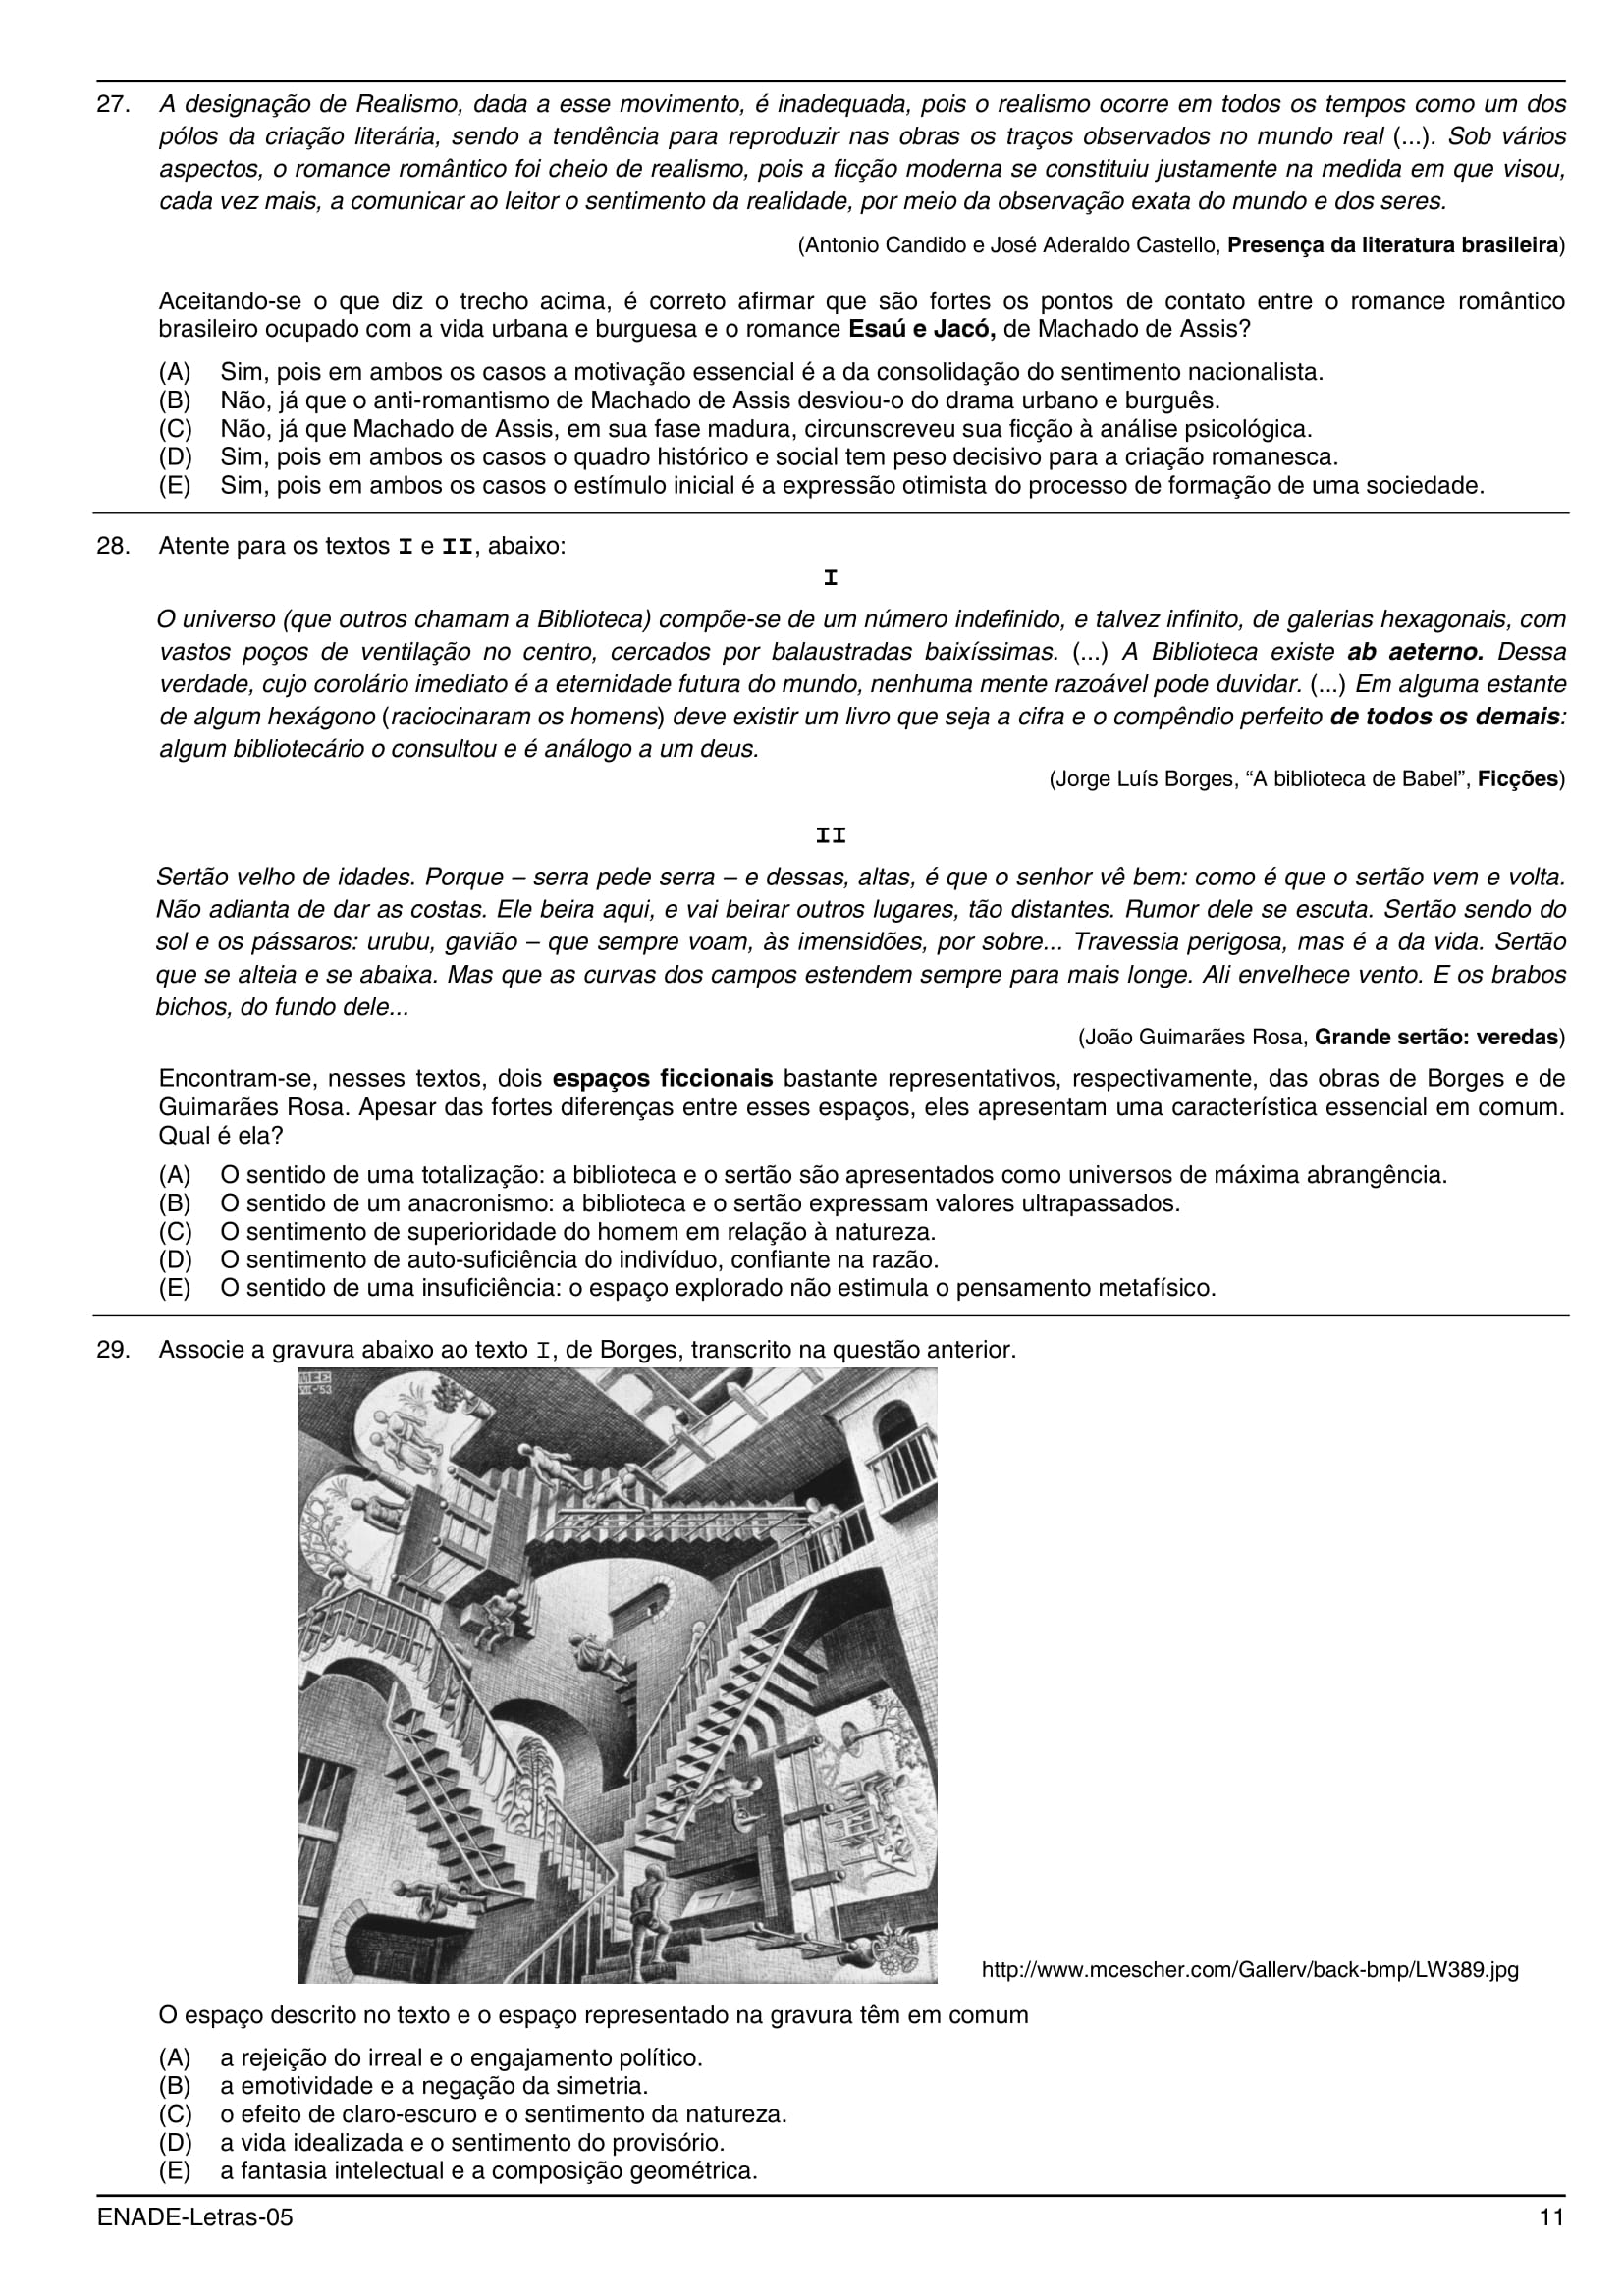 27. A designação de Realismo, dada a esse movimento, é inadequada, pois o realismo ocorre em todos os tempos como um dos
pólos da criação literária, sendo a tendência para reproduzir nas obras os traços observados no mundo real (...). Sob vários
aspectos, o romance romântico foi cheio de realismo, pois a ficção moderna se constituiu justamente na medida em que visou,
cada vez mais, a comunicar ao leitor o sentimento da realidade, por meio da observação exata do mundo e dos seres.
(Antonio Candido e José Aderaldo Castello, Presença da literatura brasileira)
Aceitando-se o que diz o trecho acima, é correto afirmar que são fortes os pontos de contato entre o romance romântico
brasileiro ocupado com a vida urbana e burguesa e o romance Esaú e Jacó, de Machado de Assis?
(A) Sim, pois em ambos os casos a motivação essencial é a da consolidação do sentimento nacionalista.
(B) Não, já que o anti-romantismo de Machado de Assis desviou-o do drama urbano e burguês.
(C) Não, já que Machado de Assis, em sua fase madura, circunscreveu sua ficção à análise psicológica.
(D) Sim, pois em ambos os casos o quadro histórico e social tem peso decisivo para a criação romanesca.
(E) Sim, pois em ambos os casos o estímulo inicial é a expressão otimista do processo de formação de uma sociedade.
28. Atente para os textos I e II, abaixo:
I
O universo (que outros chamam a Biblioteca) compõe-se de um número indefinido, e talvez infinito, de galerias hexagonais, com
vastos poços de ventilação no centro, cercados por balaustradas baixíssimas. (...) A Biblioteca existe ab aeterno. Dessa
verdade, cujo corolário imediato é a eternidade futura do mundo, nenhuma mente razoável pode duvidar. (...) Em alguma estante
de algum hexágono (raciocinaram os homens) deve existir um livro que seja a cifra e o compêndio perfeito de todos os demais:
algum bibliotecário o consultou e é análogo a um deus.
(Jorge Luís Borges, “A biblioteca de Babel”, Ficções)
II
Sertão velho de idades. Porque – serra pede serra – e dessas, altas, é que o senhor vê bem: como é que o sertão vem e volta.
Não adianta de dar as costas. Ele beira aqui, e vai beirar outros lugares, tão distantes. Rumor dele se escuta. Sertão sendo do
sol e os pássaros: urubu, gavião – que sempre voam, às imensidões, por sobre... Travessia perigosa, mas é a da vida. Sertão
que se alteia e se abaixa. Mas que as curvas dos campos estendem sempre para mais longe. Ali envelhece vento. E os brabos
bichos, do fundo dele...
(João Guimarães Rosa, Grande sertão: veredas)
Encontram-se, nesses textos, dois espaços ficcionais bastante representativos, respectivamente, das obras de Borges e de
Guimarães Rosa. Apesar das fortes diferenças entre esses espaços, eles apresentam uma característica essencial em comum.
Qual é ela?
(A) O sentido de uma totalização: a biblioteca e o sertão são apresentados como universos de máxima abrangência.
(B) O sentido de um anacronismo: a biblioteca e o sertão expressam valores ultrapassados.
(C) O sentimento de superioridade do homem em relação à natureza.
(D) O sentimento de auto-suficiência do indivíduo, confiante na razão.
(E) O sentido de uma insuficiência: o espaço explorado não estimula o pensamento metafísico.
29. Associe a gravura abaixo ao texto I, de Borges, transcrito na questão anterior.
VII-'53
http://www.mcescher.com/Gallerv/back-bmp/LW389.jpg
O espaço descrito no texto e o espaço representado na gravura têm em comum
(A) a rejeição do irreal e o engajamento político.
(B) a emotividade e a negação da simetria.
(C) o efeito de claro-escuro e o sentimento da natureza.
(D) a vida idealizada e o sentimento do provisório.
(E) a fantasia intelectual e a composição geométrica.
ENADE-Letras-05
11